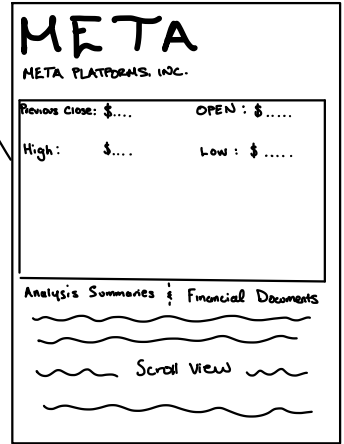 META
META PLATFORMS, INC.
Previous Close: $.... OPEN : $.....
High: $.... Low : $ .....
Analysis Summaries & Financial Documents
Scroll View